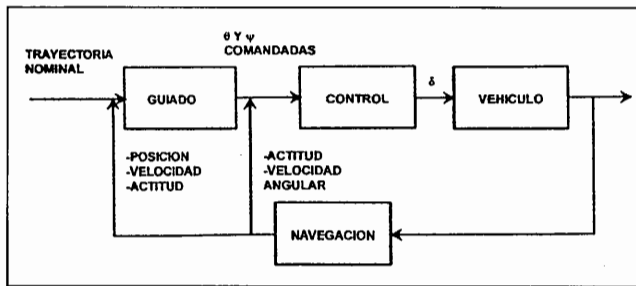 TRAYECTORIA
NOMINAL
θ Y ψ
COMANDADAS
GUIADO
CONTROL
δ
VEHICULO
-POSICION
-VELOCIDAD
-ACTITUD
-ACTITUD
-VELOCIDAD
ANGULAR
NAVEGACION